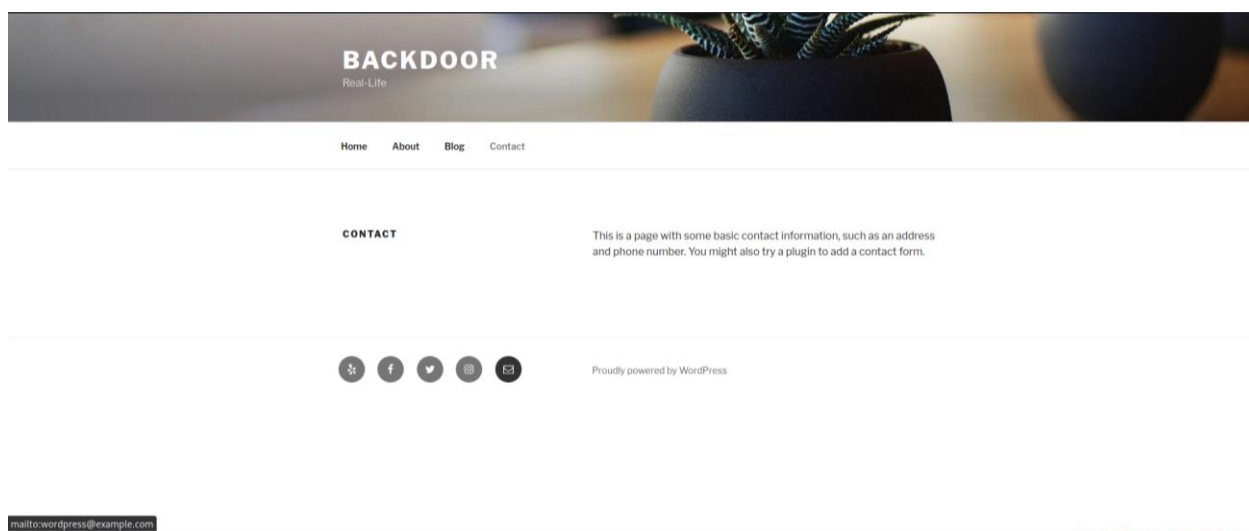 BACKDOOR
Real-Life
Home About Blog Contact
CONTACT
This is a page with some basic contact information, such as an address
and phone number. You might also try a plugin to add a contact form.
Proudly powered by WordPress
mailto:wordpress@example.com